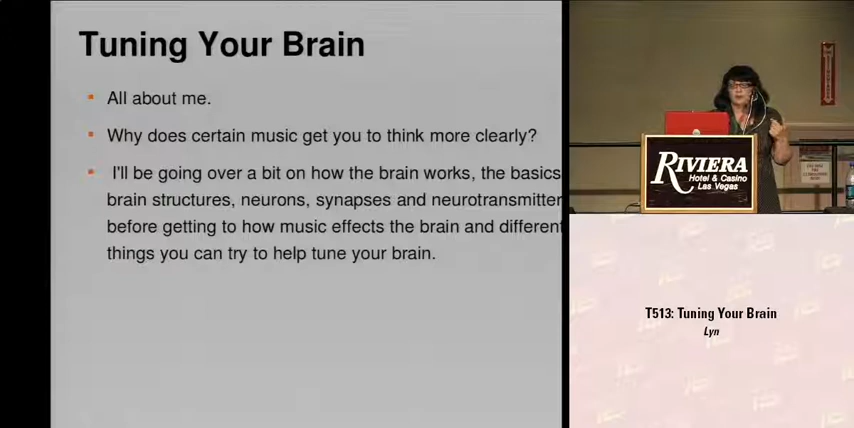 Tuning Your Brain
All about me.
Why does certain music get you to think more clearly?
I'll be going over a bit on how the brain works, the basics
brain structures, neurons, synapses and neurotransmitter
before getting to how music effects the brain and different
things you can try to help tune your brain.
RIVIERA
Hotel & Casino
Las Vegas
T513: Tuning Your Brain
Lyn